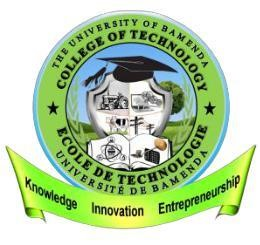 THE UNIVERSITY OF BAMENDA
COLLEGE OF TECHNOLOGY
ECOLE DE TECHNOLOGIE
UNIVERSITÉ DE BAMENDA
Knowledge Innovation Entrepreneurship